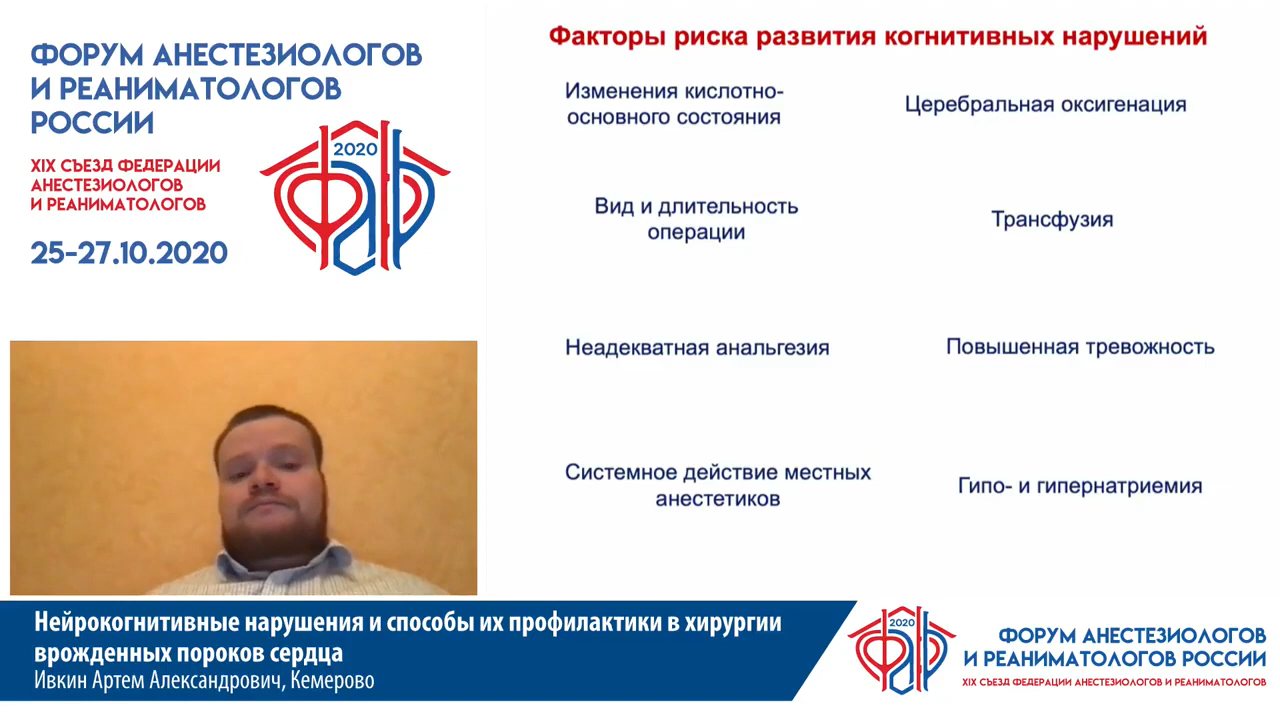 ФОРУМ АНЕСТЕЗИОЛОГОВ
И РЕАНИМАТОЛОГОВ
РОССИИ
XIX СЪЕЗД ФЕДЕРАЦИИ
АНЕСТЕЗИОЛОГОВ
И РЕАНИМАТОЛОГОВ
25-27.10.2020
2020
ФАР
Факторы риска развития когнитивных нарушений
Изменения кислотно-
основного состояния
Церебральная оксигенация
Вид и длительность
операции
Трансфузия
Неадекватная анальгезия
Повышенная тревожность
Системное действие местных
анестетиков
Гипо- и гипернатриемия
Нейрокогнитивные нарушения и способы их профилактики в хирургии
врожденных пороков сердца
Ивкин Артем Александрович, Кемерово
2020
ФАР
ФОРУМ АНЕСТЕЗИОЛОГОВ
И РЕАНИМАТОЛОГОВ РОССИИ
XIX СЪЕЗД ФЕДЕРАЦИИ АНЕСТЕЗИОЛОГОВ И РЕАНИМАТОЛОГОВ